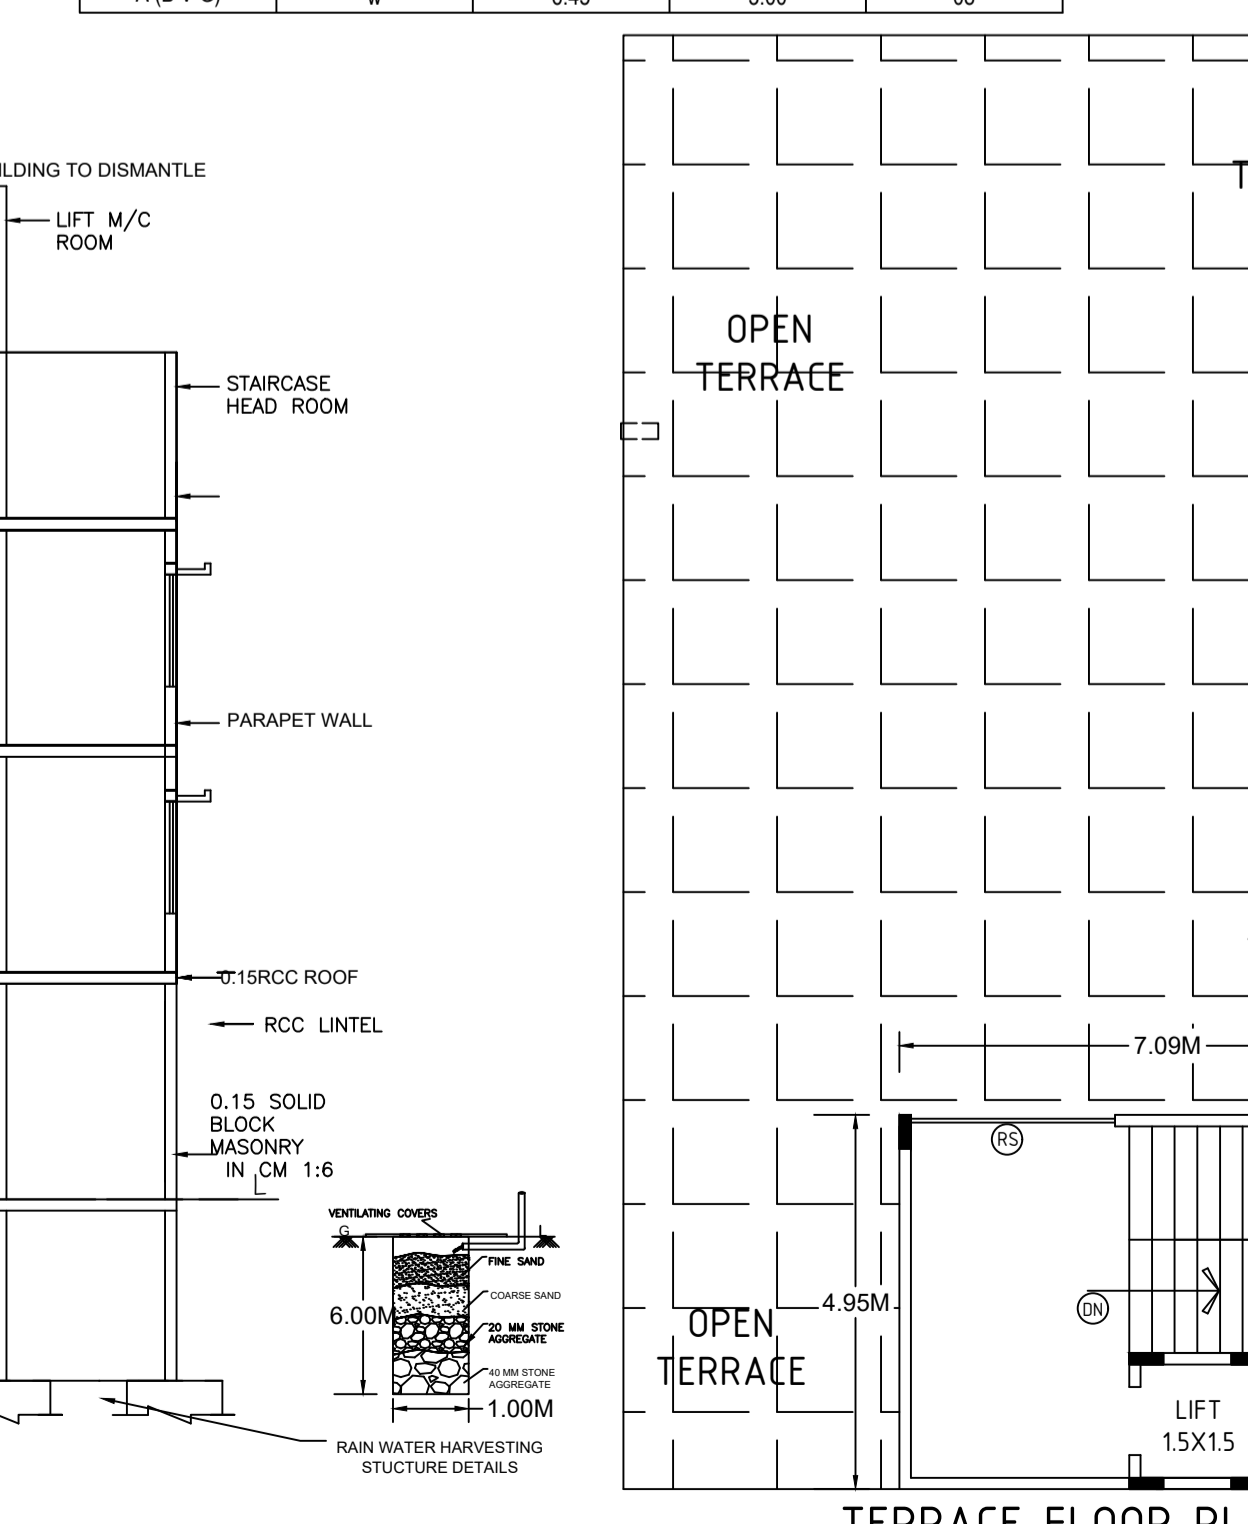 ILDING TO DISMANTLE
LIFT M/C
ROOM
STAIRCASE
HEAD ROOM
PARAPET WALL
0.15RCC ROOF
RCC LINTEL
0.15 SOLID
BLOCK
MASONRY
IN CM 1:6
L
VENTILATING COVERS
G
L
FINE SAND
COARSE SAND
6.00M
20 MM STONE
AGGREGATE
40 MM STONE
AGGREGATE
1.00M
RAIN WATER HARVESTING
STUCTURE DETAILS
T
OPEN
TERRACE
7.09M
RS
4.95M
DN
OPEN
TERRACE
LIFT
1.5X1.5
TERRACE FLOOR PL